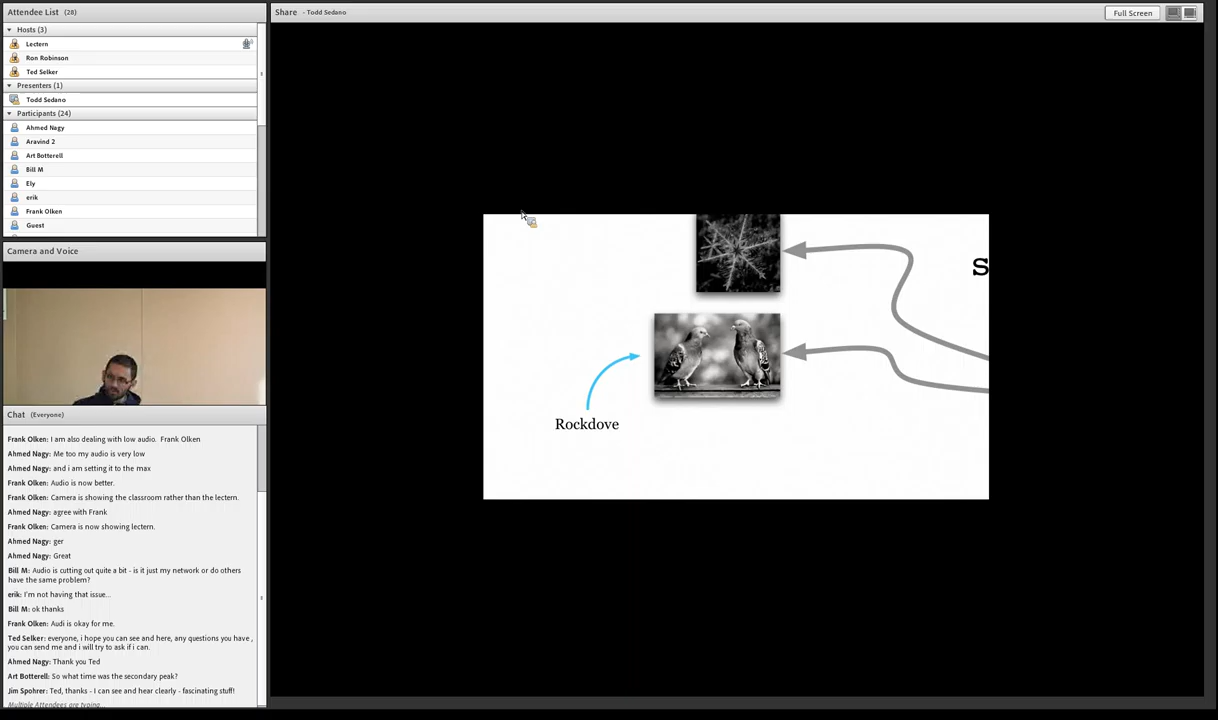 Attendee List (28)
Hosts (3)
Lectern
Ron Robinson
Ted Selker
Presenters (1)
Todd Sedano
Participants (24)
Ahmed Nagy
Aravind 2
Art Botterell
Bill M
Ely
erik
Frank Olken
Guest
Camera and Voice
Chat (Everyone)
Frank Olken: I am also dealing with low audio. Frank Olken
Ahmed Nagy: Me too my audio is very low
Ahmed Nagy: and i am setting it to the max
Frank Olken: Audio is now better.
Frank Olken: Camera is showing the classroom rather than the lectern.
Ahmed Nagy: agree with Frank
Frank Olken: Camera is now showing lectern.
Ahmed Nagy: ger
Ahmed Nagy: Great
Bill M: Audio is cutting out quite a bit - is it just my network or do others
have the same problem?
erik: I'm not having that issue...
Bill M: ok thanks
Frank Olken: Audi is okay for me.
Ted Selker: everyone, i hope you can see and here, any questions you have ,
you can send me and i will try to ask if i can.
Ahmed Nagy: Thank you Ted
Art Botterell: So what time was the secondary peak?
Jim Spohrer: Ted, thanks - I can see and hear clearly - fascinating stuff!
Multiple Attendees are typing...
Share - Todd Sedano
Full Screen
S
Rockdove